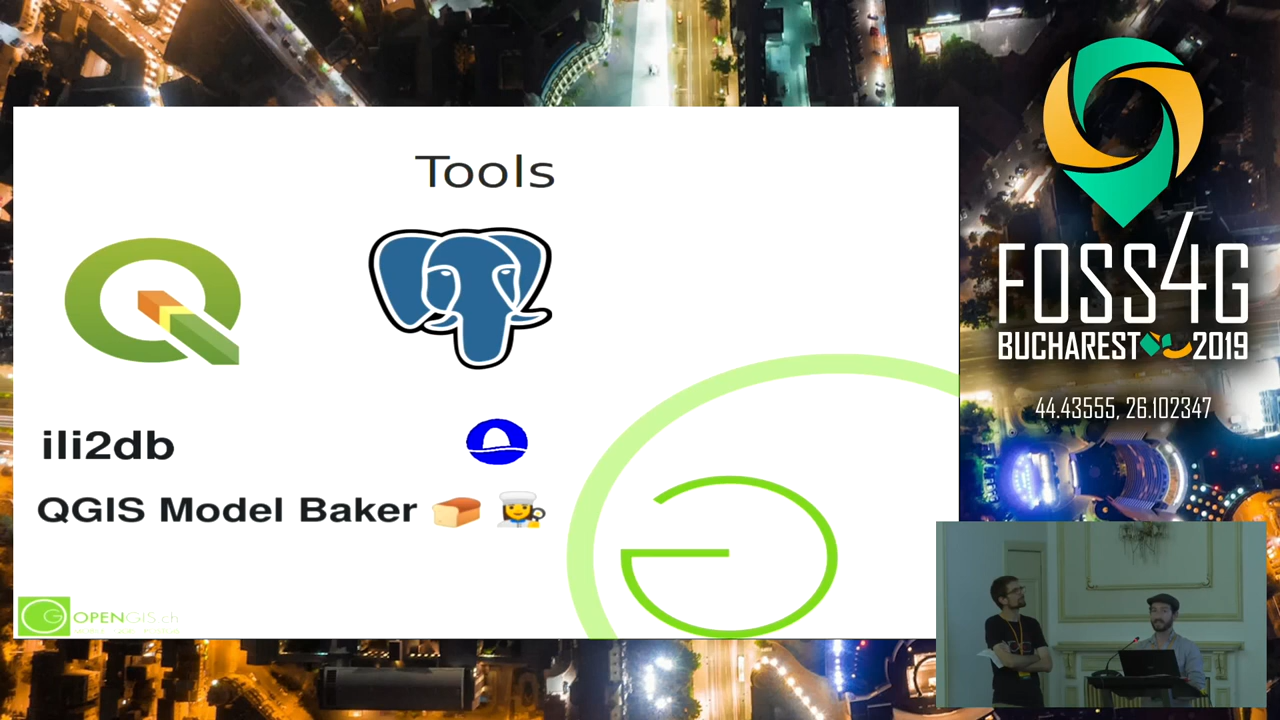 Tools
ili2db
QGIS Model Baker
OPENGIS.ch
FOSS4G
BUCHAREST 2019
44.43555, 26.102347